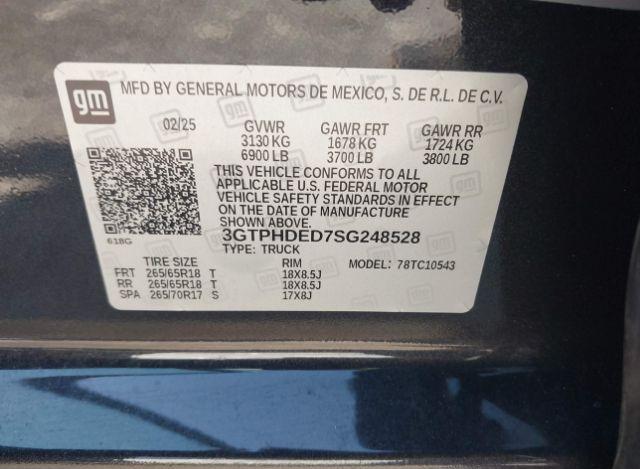 gm
MFD BY GENERAL MOTORS DE MEXICO, S. DE R.L. DE C.V.
02/25 GVWR GAWR FRT GAWR RR
3130 KG 1678 KG 1724 KG
6900 LB 3700 LB 3800 LB
THIS VEHICLE CONFORMS TO ALL
APPLICABLE U.S. FEDERAL MOTOR
VEHICLE SAFETY STANDARDS IN EFFECT
ON THE DATE OF MANUFACTURE
SHOWN ABOVE.
618G 3GTPHDED7SG248528
TYPE: TRUCK
TIRE SIZE RIM MODEL: 78TC10543
FRT 265/65R18 T 18X8.5J
RR 265/65R18 T 18X8.5J
SPA 265/70R17 S 17X8J